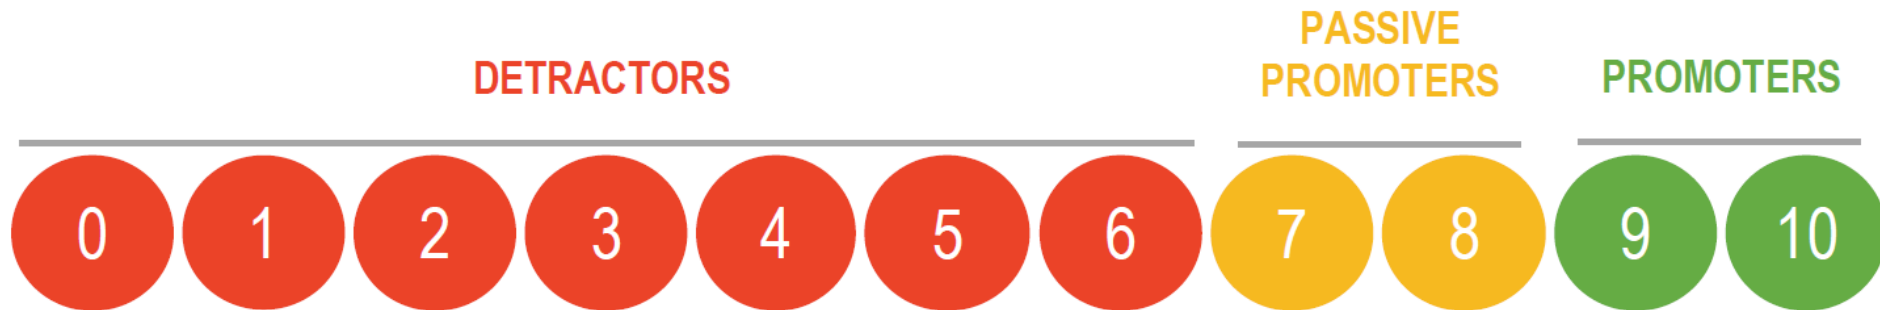 DETRACTORS
PASSIVE
PROMOTERS
PROMOTERS
0 1 2 3 4 5 6 7 8 9 10